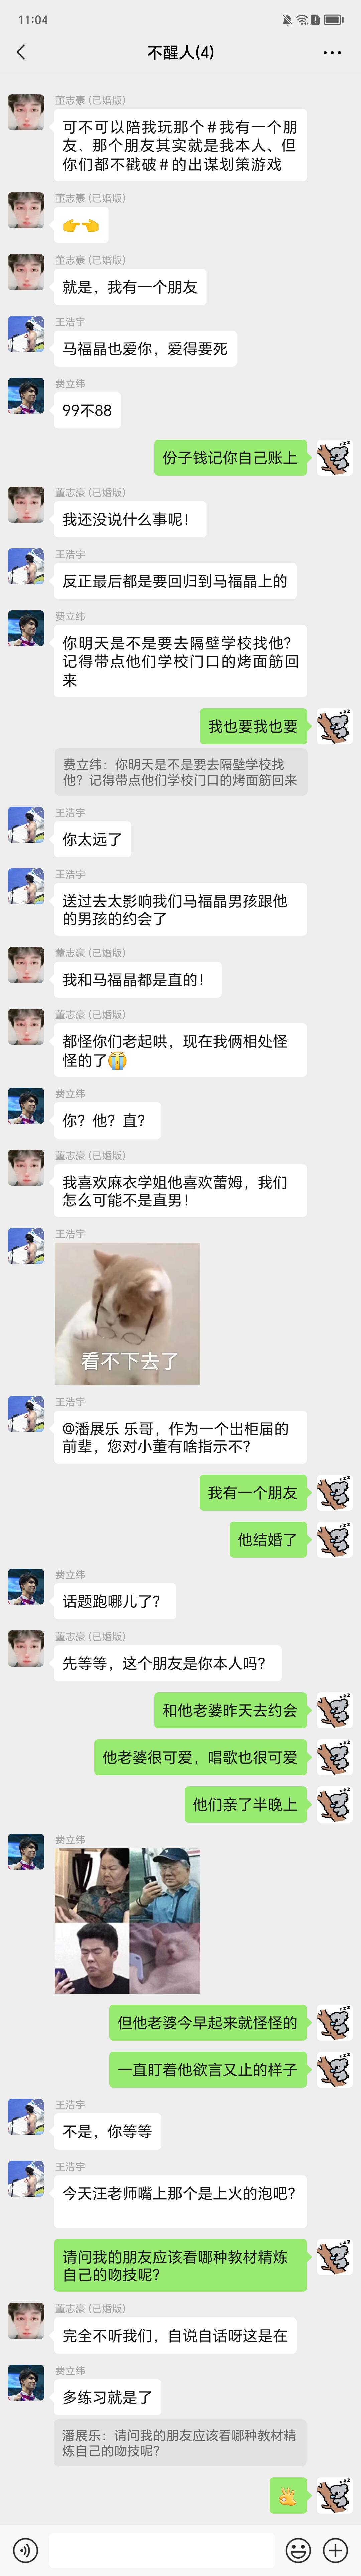 11:04
不醒人(4)
董志豪 (已婚版)
可不可以陪我玩那个＃我有一个朋
友、那个朋友其实就是我本人、但
你们都不戳破＃的出谋划策游戏
董志豪 (已婚版)
👉👈
董志豪 (已婚版)
就是，我有一个朋友
王浩宇
马福晶也爱你，爱得要死
费立纬
99不88
份子钱记你自己账上
董志豪 (已婚版)
我还没说什么事呢！
王浩宇
反正最后都是要回归到马福晶上的
费立纬
你明天是不是要去隔壁学校找他？
记得带点他们学校门口的烤面筋回
来
我也要我也要
费立纬：你明天是不是要去隔壁学校找
他？记得带点他们学校门口的烤面筋回来
王浩宇
你太远了
王浩宇
送过去太影响我们马福晶男孩跟他
的男孩的约会了
董志豪 (已婚版)
我和马福晶都是直的！
董志豪 (已婚版)
都怪你们老起哄，现在我俩相处怪
怪的了😭
费立纬
你？他？直？
董志豪 (已婚版)
我喜欢麻衣学姐他喜欢蕾姆，我们
怎么可能不是直男！
王浩宇
看不下去了
王浩宇
@潘展乐 乐哥，作为一个出柜届的
前辈，您对小董有啥指示不？
我有一个朋友
他结婚了
费立纬
话题跑哪儿了？
董志豪 (已婚版)
先等等，这个朋友是你本人吗？
和他老婆昨天去约会
他老婆很可爱，唱歌也很可爱
他们亲了半晚上
费立纬
但他老婆今早起来就怪怪的
一直盯着他欲言又止的样子
王浩宇
不是，你等等
王浩宇
今天汪老师嘴上那个是上火的泡吧？
请问我的朋友应该看哪种教材精炼
自己的吻技呢？
董志豪 (已婚版)
完全不听我们，自说自话呀这是在
费立纬
多练习就是了
潘展乐：请问我的朋友应该看哪种教材精
炼自己的吻技呢？
👌